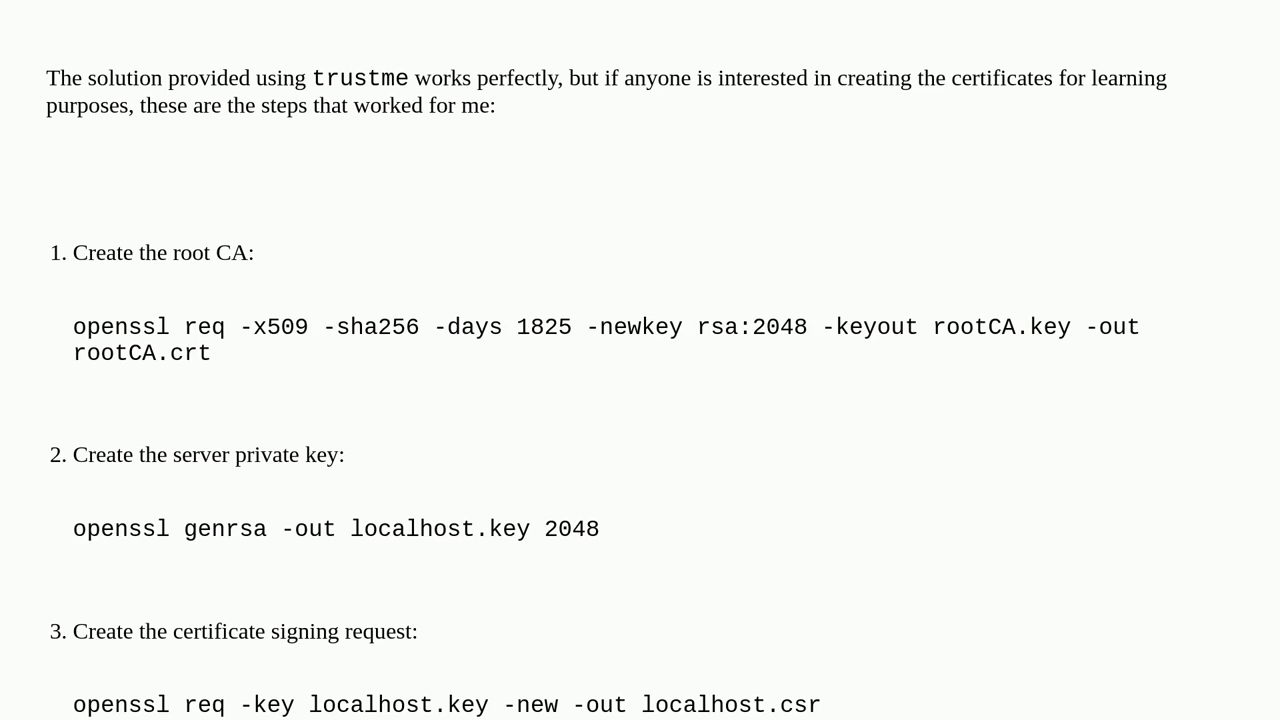 The solution provided using trustme works perfectly, but if anyone is interested in creating the certificates for learning
purposes, these are the steps that worked for me:
1. Create the root CA:
openssl req -x509 -sha256 -days 1825 -newkey rsa:2048 -keyout rootCA.key -out
rootCA.crt
2. Create the server private key:
openssl genrsa -out localhost.key 2048
3. Create the certificate signing request:
openssl req -key localhost.key -new -out localhost.csr